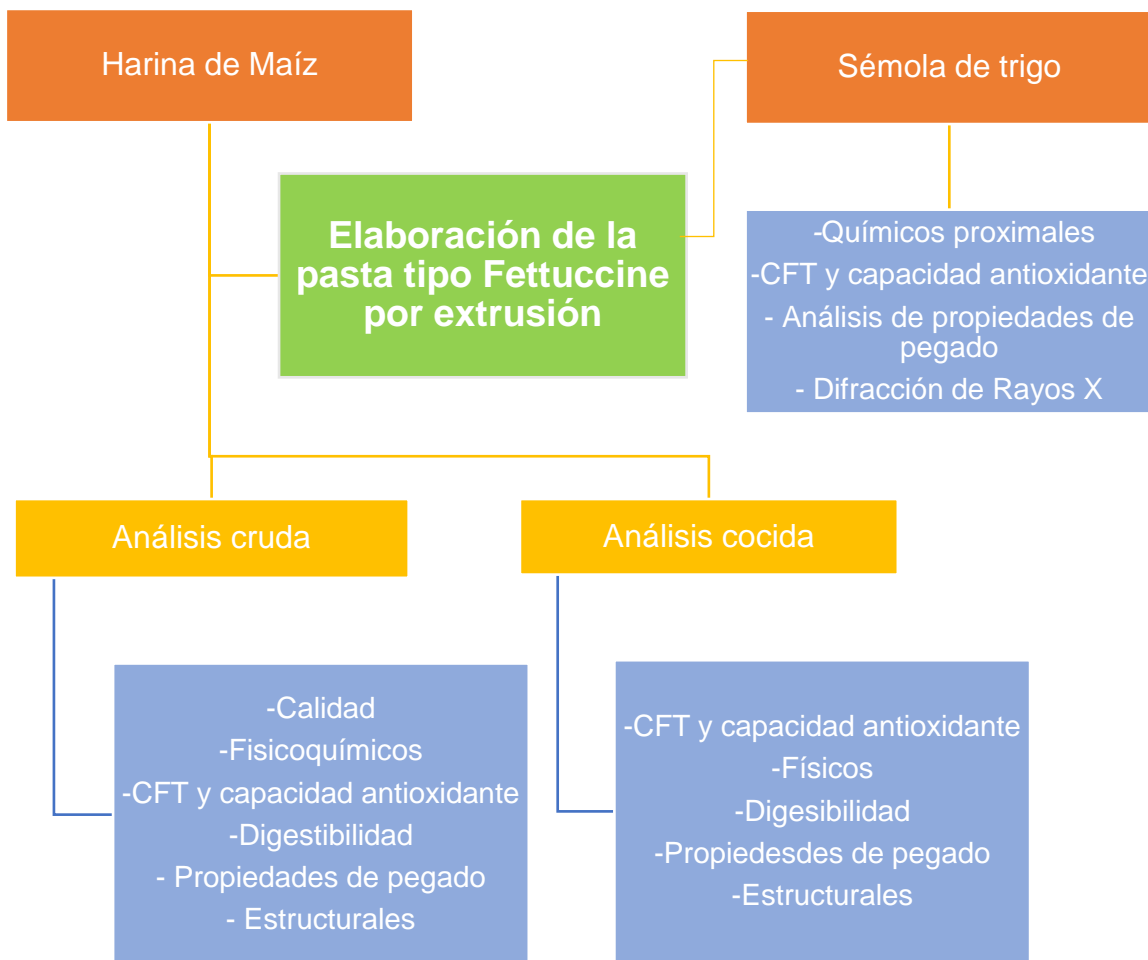 Harina de Maíz
Sémola de trigo
Elaboración de la
pasta tipo Fettuccine
por extrusión
-Químicos proximales
-CFT y capacidad antioxidante
- Análisis de propiedades de
pegado
- Difracción de Rayos X
Análisis cruda
Análisis cocida
-Calidad
-Fisicoquímicos
-CFT y capacidad antioxidante
-Digestibilidad
- Propiedades de pegado
- Estructurales
-CFT y capacidad antioxidante
-Físicos
-Digesibilidad
-Propiedesdes de pegado
-Estructurales